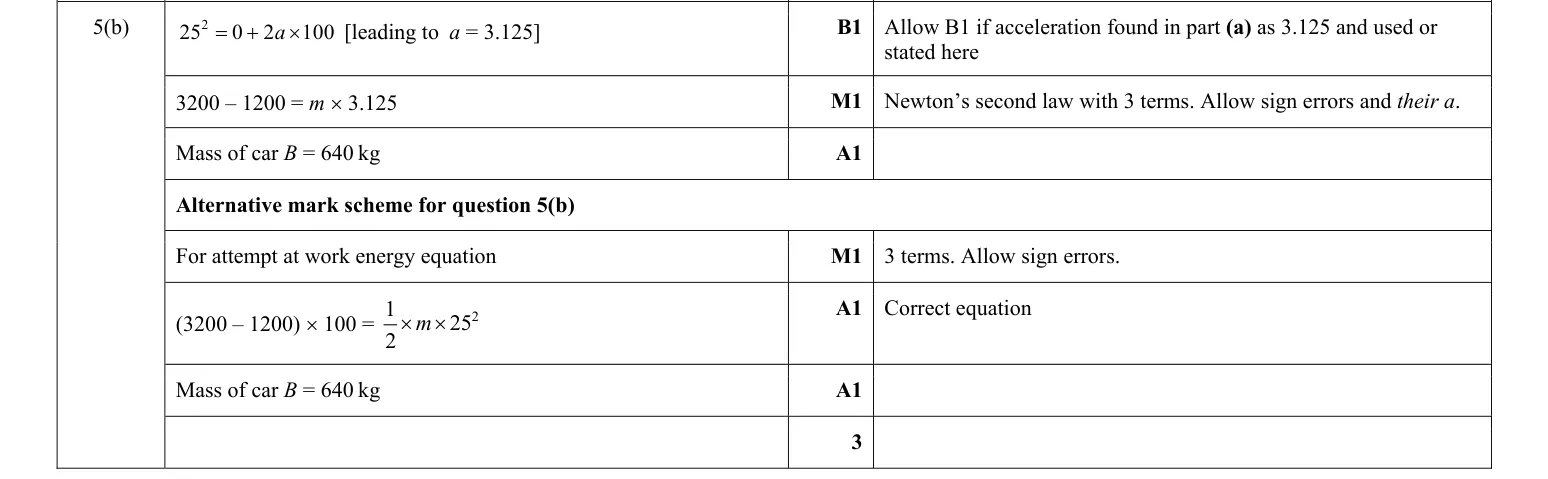 5(b)
25² = 0 + 2a × 100 [leading to a = 3.125]
B1
Allow B1 if acceleration found in part (a) as 3.125 and used or
stated here
3200 – 1200 = m × 3.125
M1
Newton’s second law with 3 terms. Allow sign errors and their a.
Mass of car B = 640 kg
A1
Alternative mark scheme for question 5(b)
For attempt at work energy equation
M1
3 terms. Allow sign errors.
(3200 – 1200) × 100 = 1/2 × m × 25²
A1
Correct equation
Mass of car B = 640 kg
A1
3